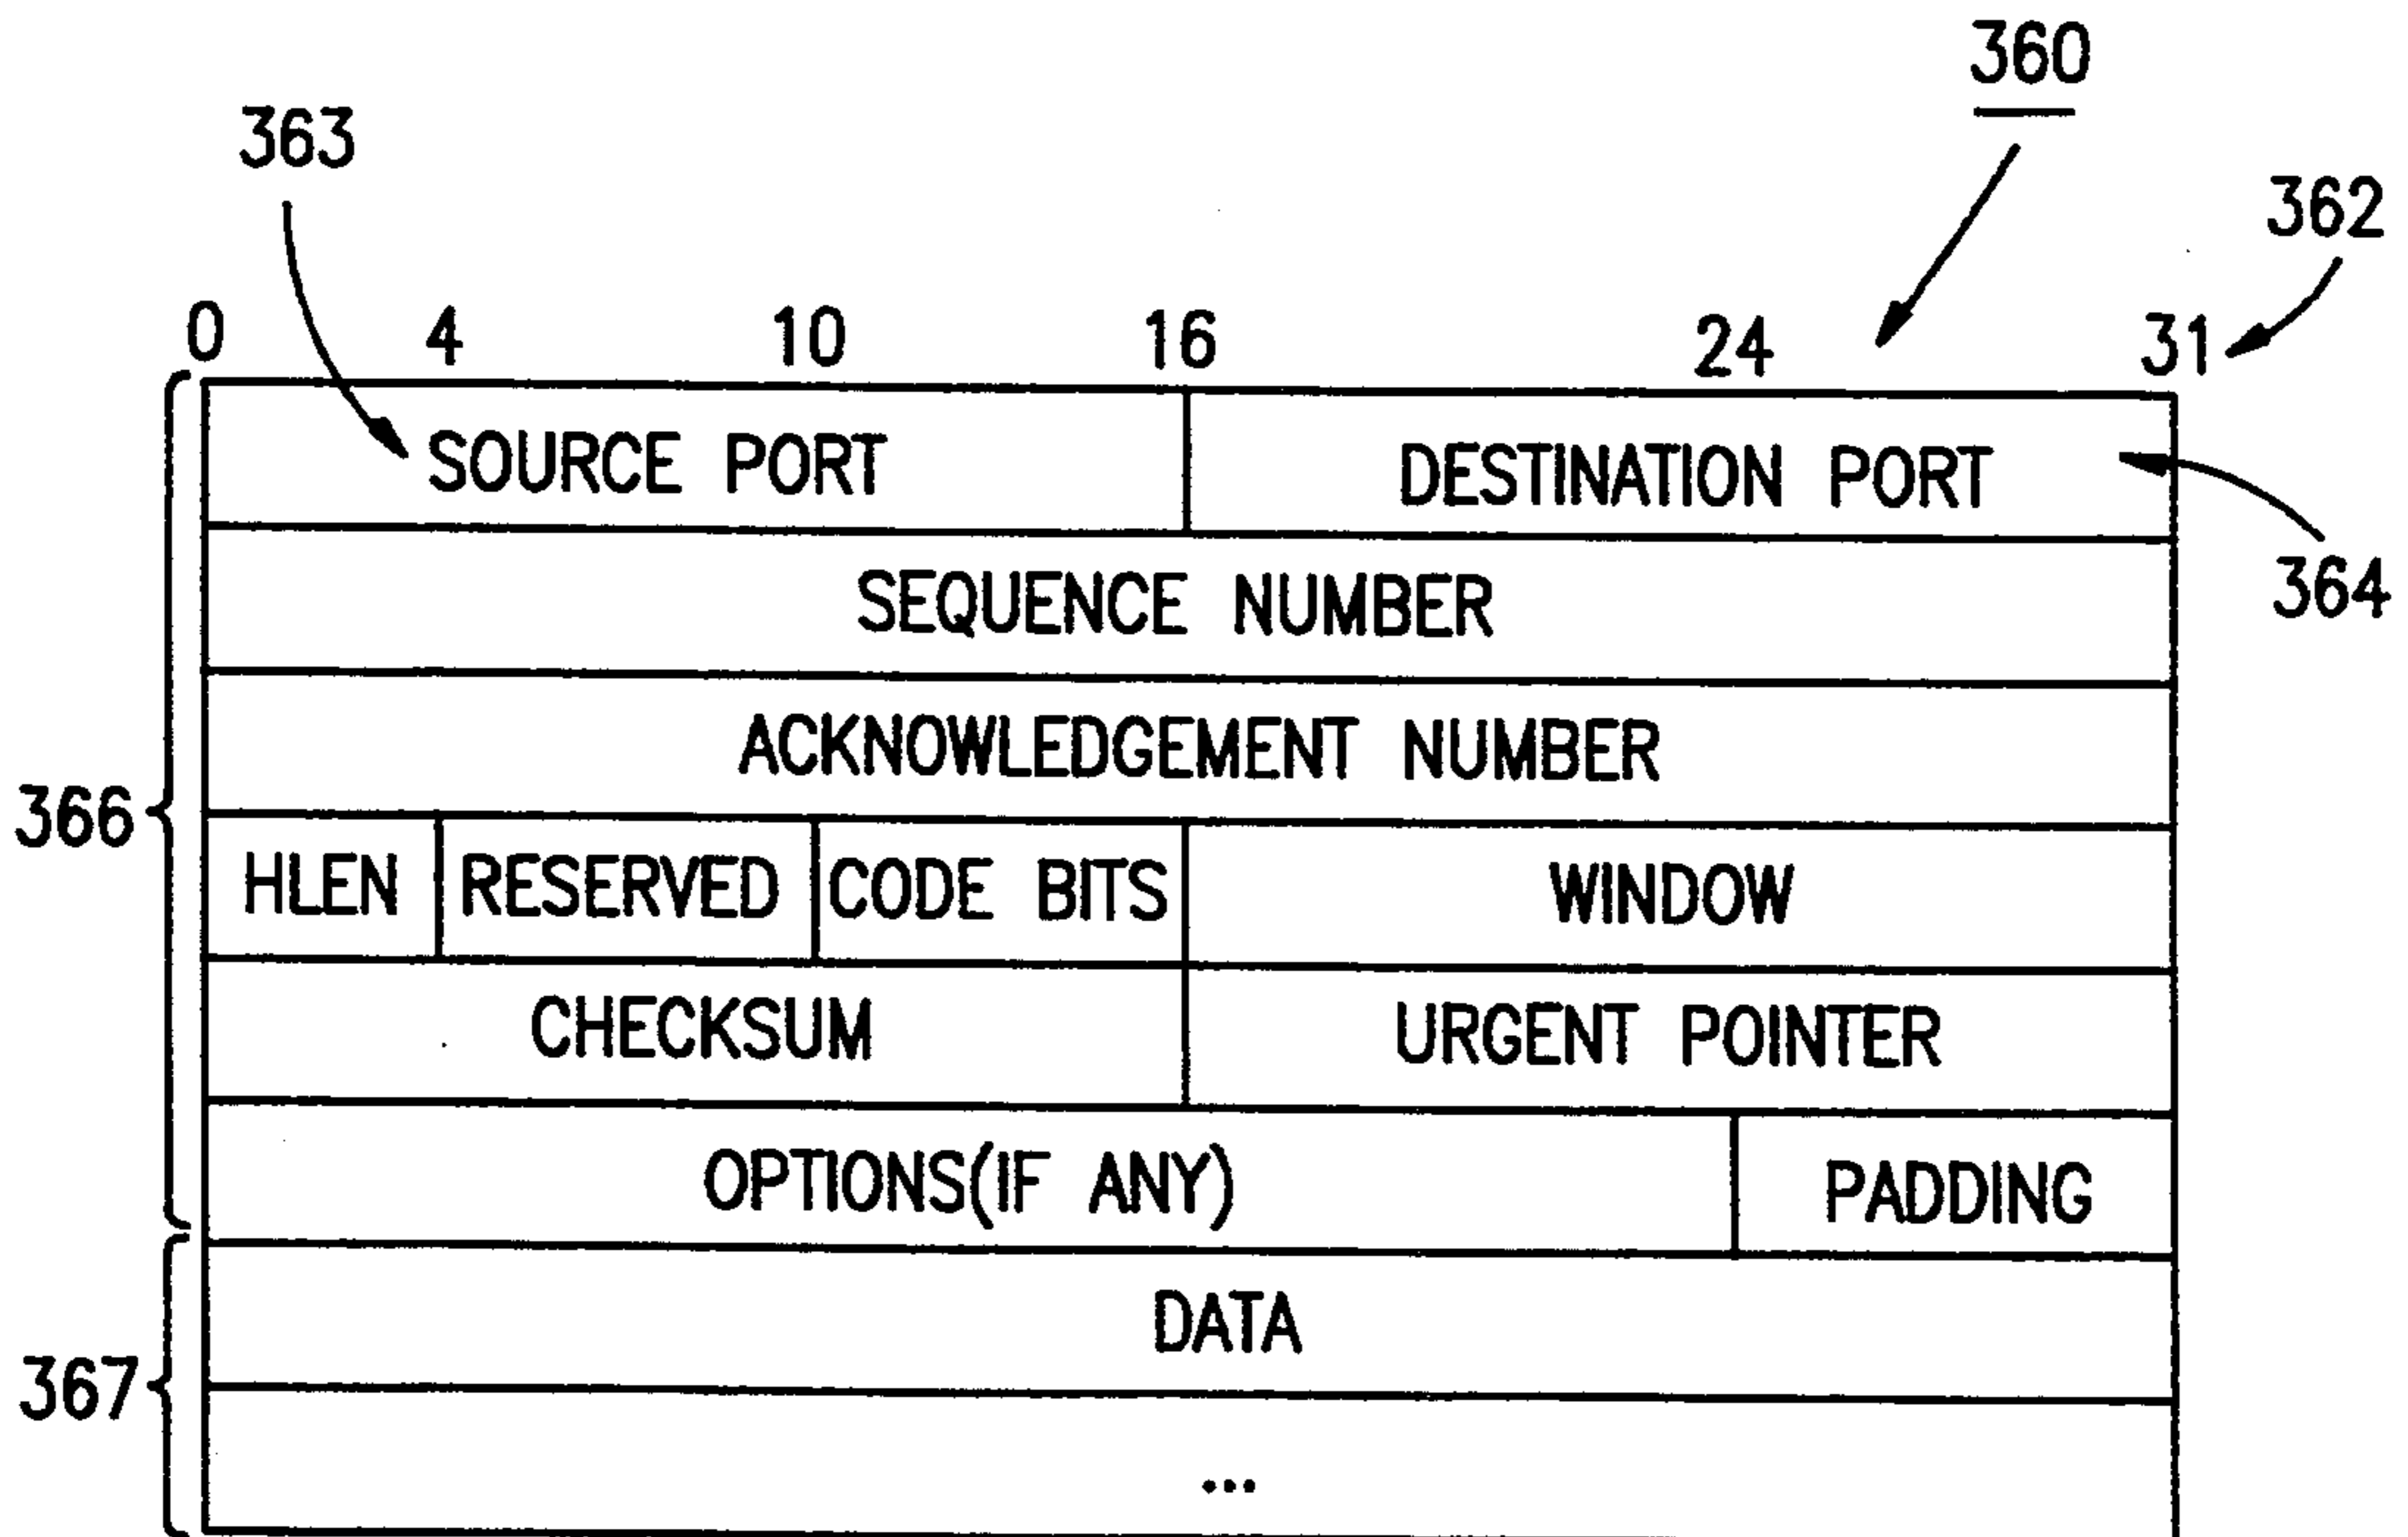 360
363
362
0 4 10 16 24 31
SOURCE PORT DESTINATION PORT
364
SEQUENCE NUMBER
ACKNOWLEDGEMENT NUMBER
366
HLEN RESERVED CODE BITS WINDOW
CHECKSUM URGENT POINTER
OPTIONS(IF ANY) PADDING
DATA
367
...